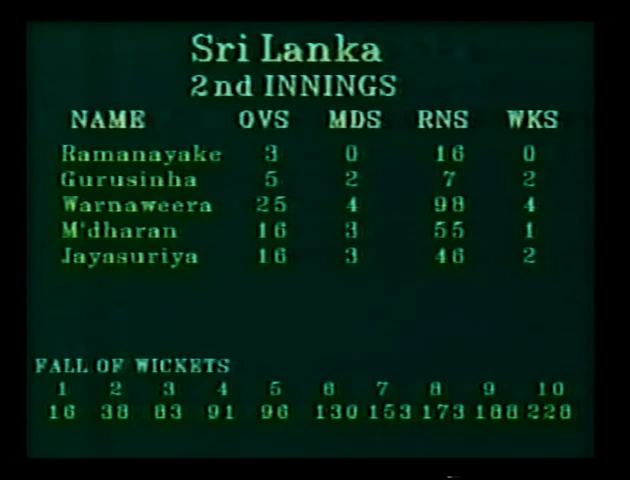 Sri Lanka
2nd INNINGS
NAME OVS MDS RNS WKS
Ramanayake 3 0 16 0
Gurusinha 5 2 7 2
Warnaweera 25 4 98 4
M'dharan 16 3 55 1
Jayasuriya 16 3 46 2
FALL OF WICKETS
1 2 3 4 5 6 7 8 9 10
16 38 83 91 96 130 153 173 188 228